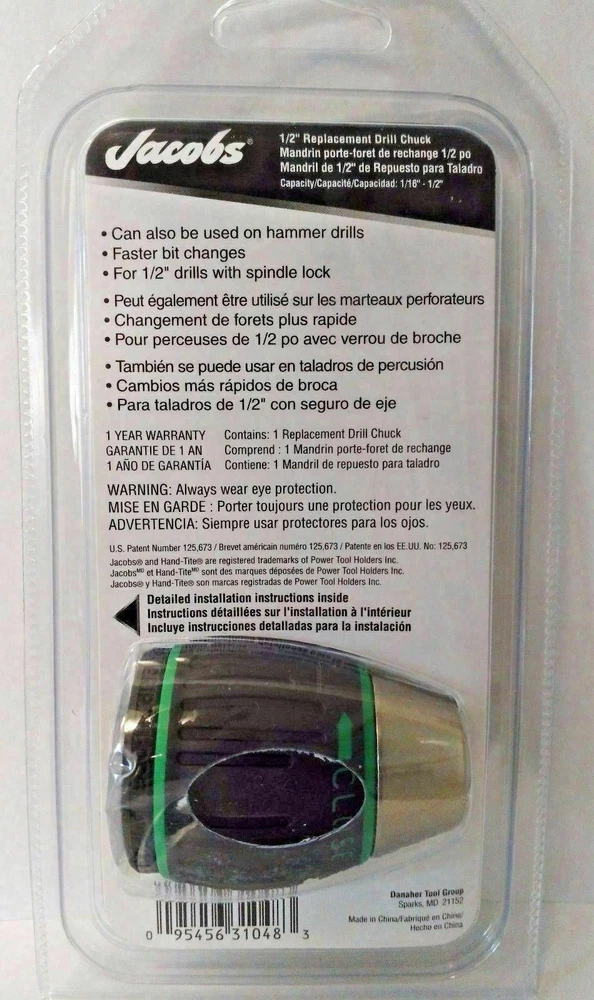 Jacobs®
1/2" Replacement Drill Chuck
Mandrin porte-foret de rechange 1/2 po
Mandril de 1/2" de Repuesto para Taladro
Capacity/Capacité/Capacidad: 1/16" - 1/2"
• Can also be used on hammer drills
• Faster bit changes
• For 1/2" drills with spindle lock
• Peut également être utilisé sur les marteaux perforateurs
• Changement de forets plus rapide
• Pour perceuses de 1/2 po avec verrou de broche
• También se puede usar en taladros de percusión
• Cambios más rápidos de broca
• Para taladros de 1/2" con seguro de eje
1 YEAR WARRANTY Contains: 1 Replacement Drill Chuck
GARANTIE DE 1 AN Comprend : 1 Mandrin porte-foret de rechange
1 AÑO DE GARANTÍA Contiene: 1 Mandril de repuesto para taladro
WARNING: Always wear eye protection.
MISE EN GARDE : Porter toujours une protection pour les yeux.
ADVERTENCIA: Siempre usar protectores para los ojos.
U.S. Patent Number 125,673 / Brevet américain numéro 125,673 / Patente en los EE.UU. No: 125,673
Jacobs® and Hand-Tite® are registered trademarks of Power Tool Holders Inc.
Jacobs MD et Hand-Tite MD sont des marques déposées de Power Tool Holders Inc.
Jacobs® y Hand-Tite® son marcas registradas de Power Tool Holders Inc.
Detailed installation instructions inside
Instructions détaillées sur l'installation à l'intérieur
Incluye instrucciones detalladas para la instalación
CLOSE
Danaher Tool Group
Sparks, MD 21152
Made in China/Fabriqué en Chine/
Hecho en China
0 95456 31048 3